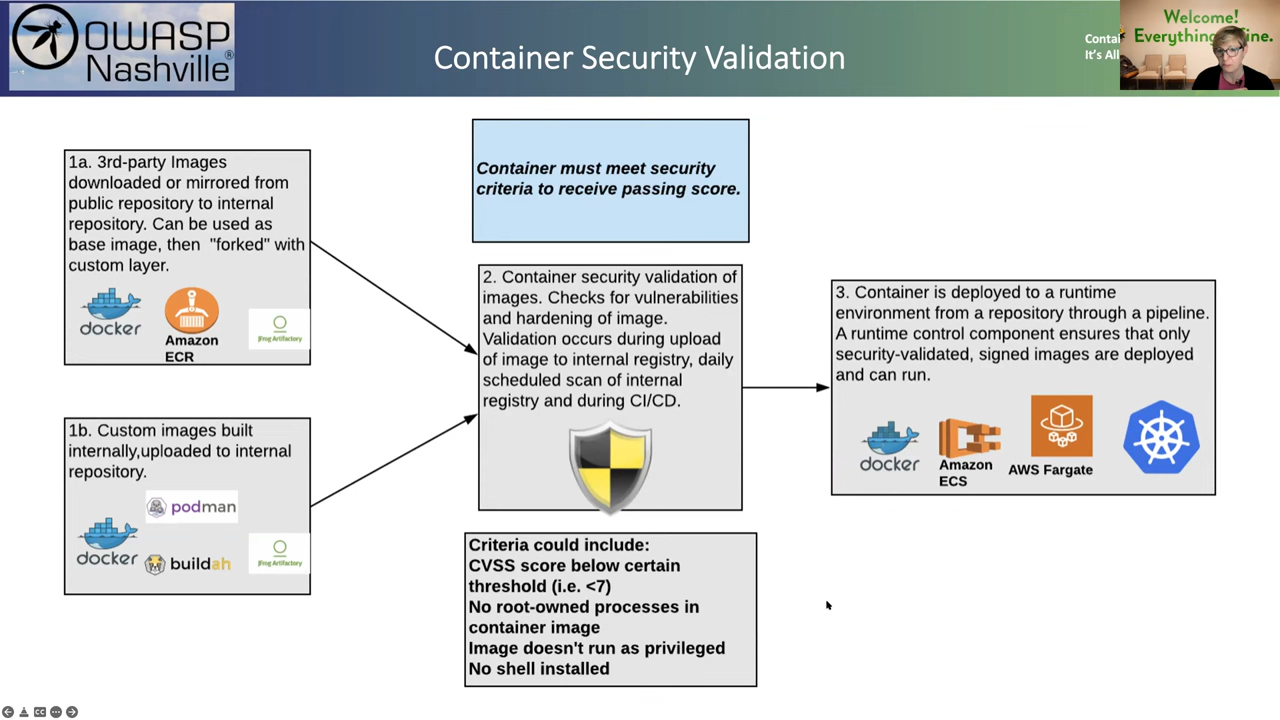 OWASP
Nashville®
Container Security Validation
Contai
It's All
Welcome!
Everything
ine.
1a. 3rd-party Images
downloaded or mirrored from
public repository to internal
repository. Can be used as
base image, then "forked" with
custom layer.
docker
Amazon
ECR
JFrog Artifactory
1b. Custom images built
internally,uploaded to internal
repository.
podman
docker
buildah
JFrog Artifactory
Container must meet security
criteria to receive passing score.
2. Container security validation of
images. Checks for vulnerabilities
and hardening of image.
Validation occurs during upload
of image to internal registry, daily
scheduled scan of internal
registry and during CI/CD.
Criteria could include:
CVSS score below certain
threshold (i.e. <7)
No root-owned processes in
container image
Image doesn't run as privileged
No shell installed
3. Container is deployed to a runtime
environment from a repository through a pipeline.
A runtime control component ensures that only
security-validated, signed images are deployed
and can run.
docker
Amazon
ECS
AWS Fargate
CC